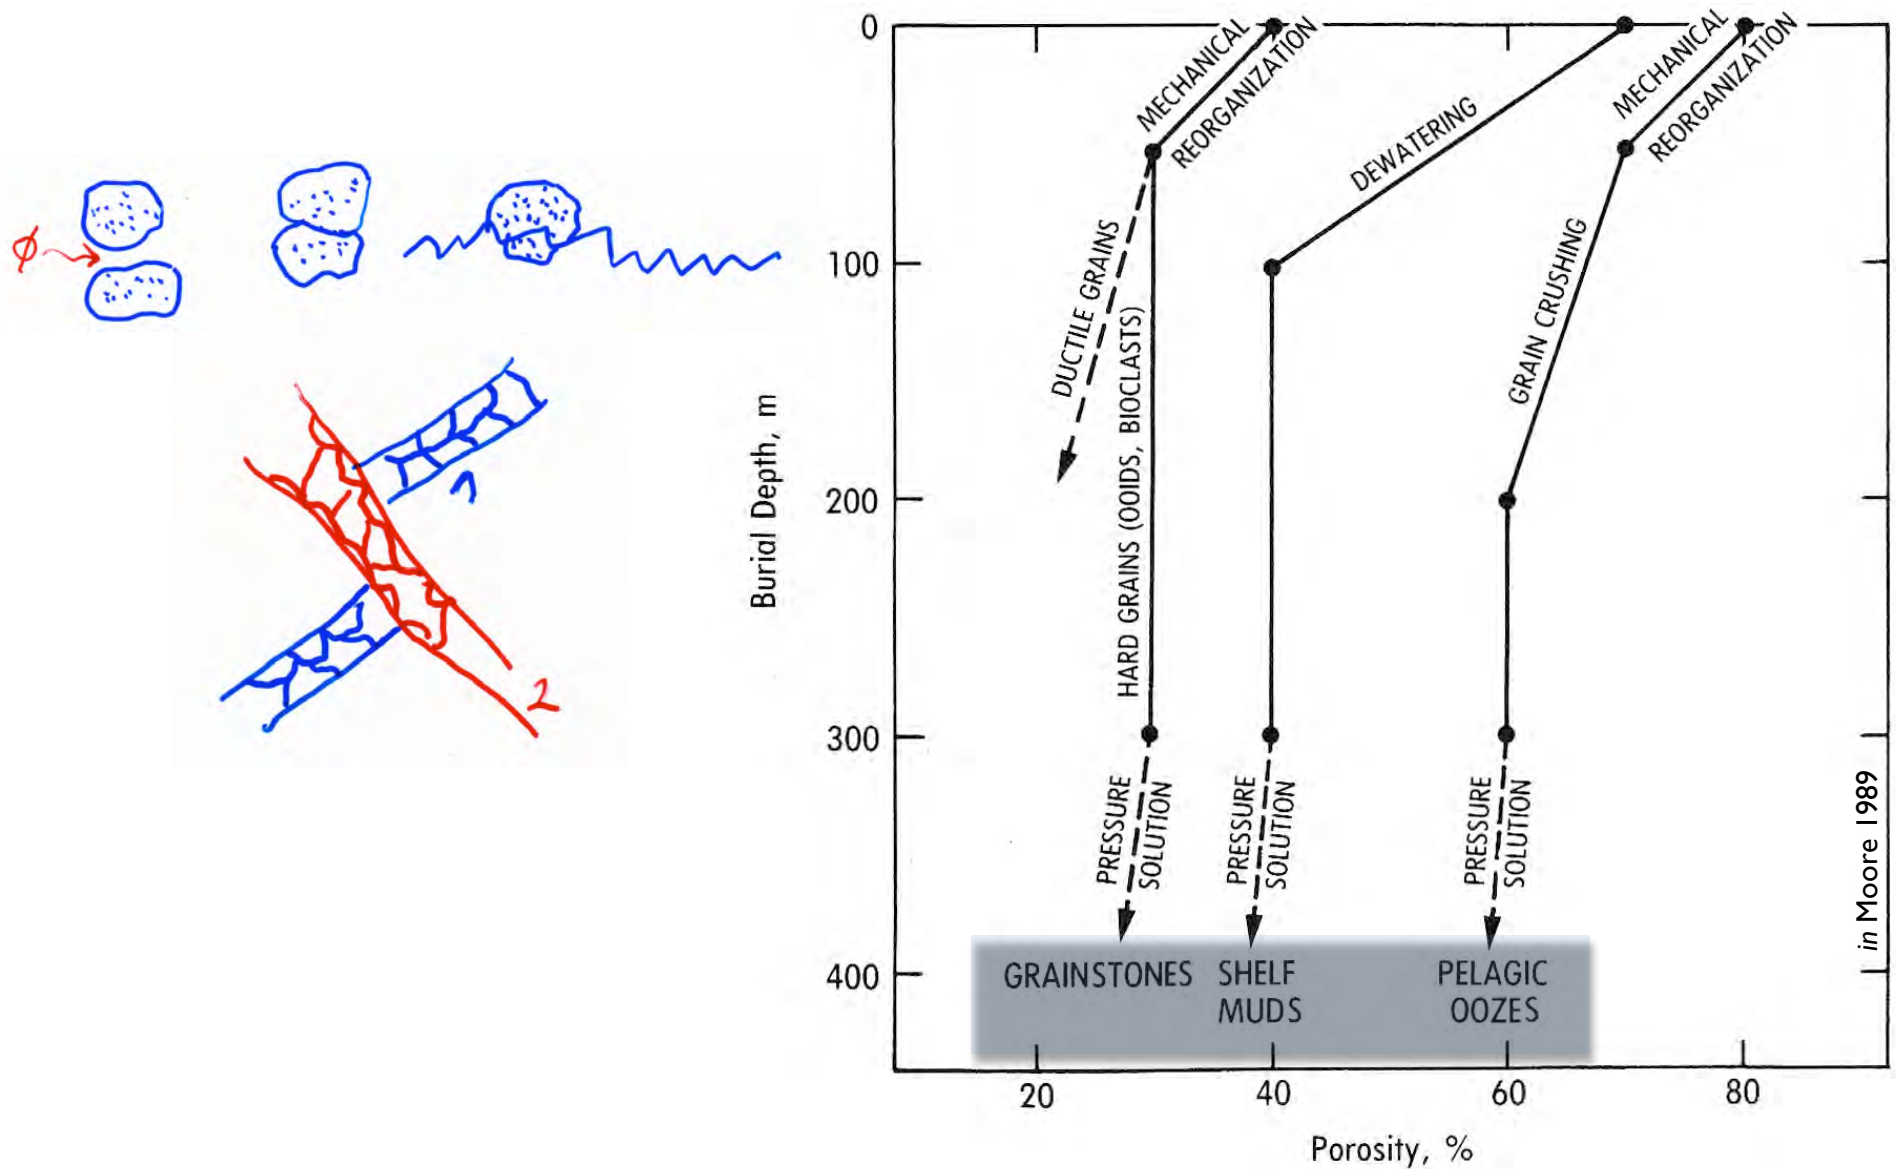 ϕ
1
2
MECHANICAL
REORGANIZATION
DEWATERING
MECHANICAL
REORGANIZATION
DUCTILE GRAINS
HARD GRAINS (OOIDS, BIOCLASTS)
GRAIN CRUSHING
PRESSURE
SOLUTION
PRESSURE
SOLUTION
PRESSURE
SOLUTION
GRAINSTONES
SHELF
MUDS
PELAGIC
OOZES
Burial Depth, m
0
100
200
300
400
20
40
60
80
Porosity, %
in Moore 1989